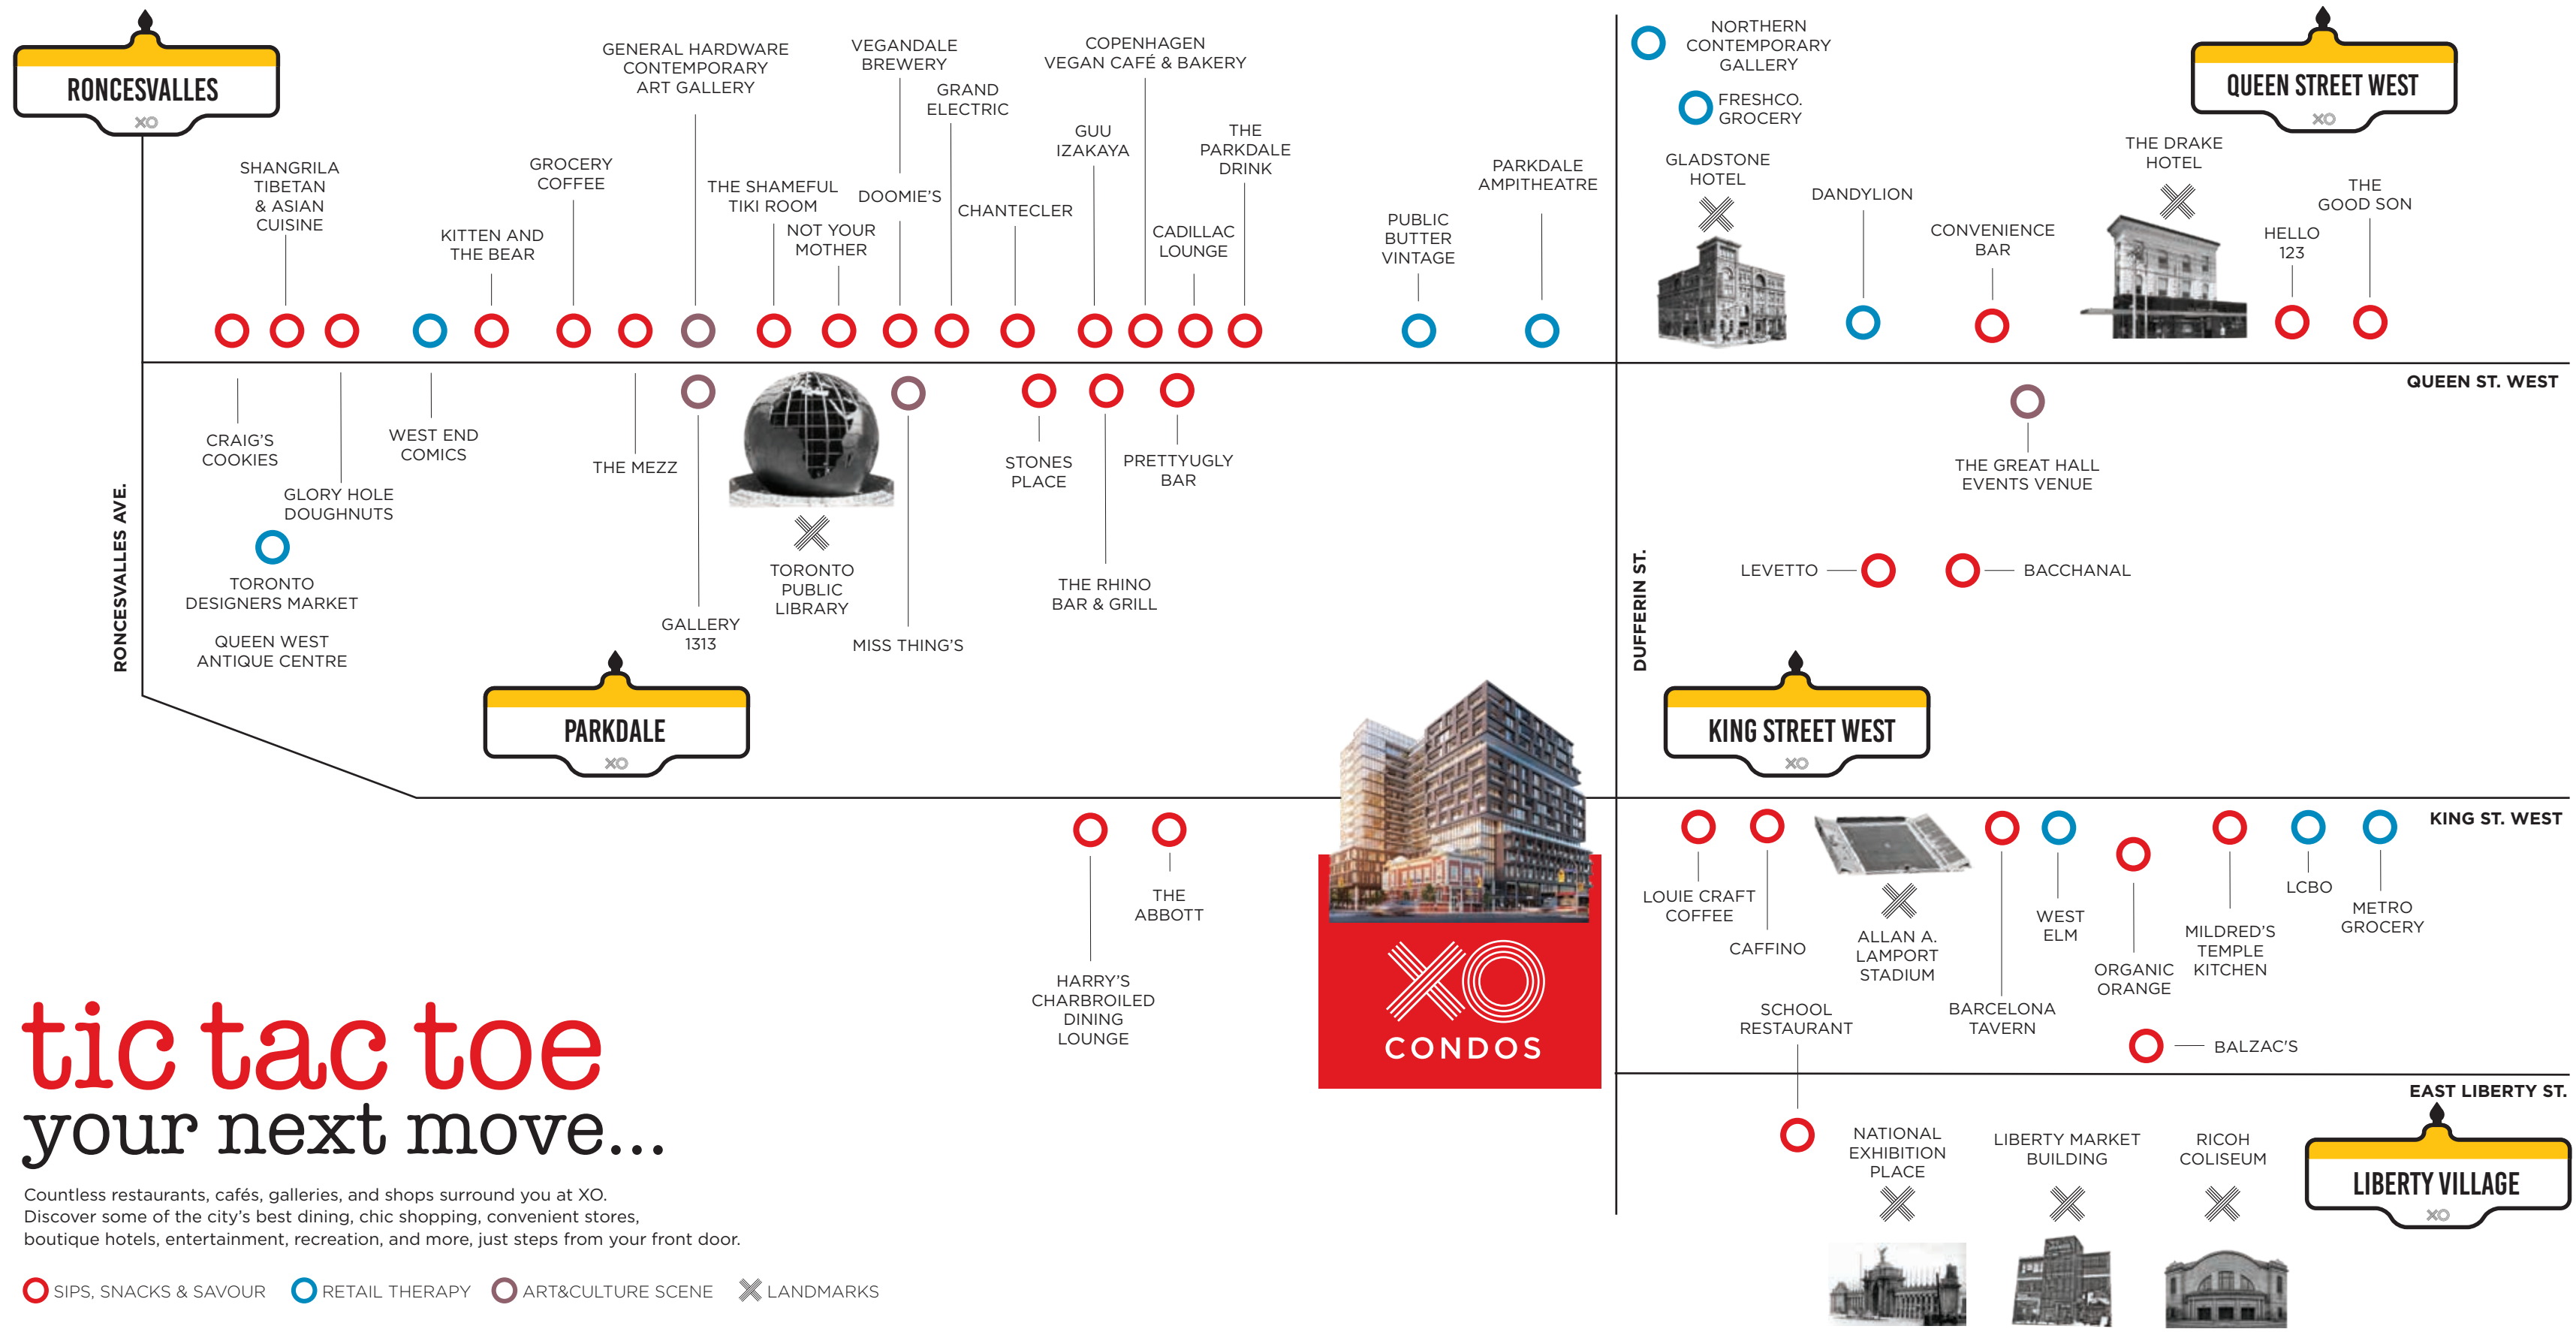 RONCESVALLES
XO
SHANGRILA
TIBETAN
& ASIAN
CUISINE
KITTEN AND
THE BEAR
GROCERY
COFFEE
GENERAL HARDWARE
CONTEMPORARY
ART GALLERY
THE SHAMEFUL
TIKI ROOM
NOT YOUR
MOTHER
VEGANDALE
BREWERY
DOOMIE'S
GRAND
ELECTRIC
CHANTECLER
COPENHAGEN
VEGAN CAFÉ & BAKERY
GUU
IZAKAYA
CADILLAC
LOUNGE
THE
PARKDALE
DRINK
PUBLIC
BUTTER
VINTAGE
PARKDALE
AMPITHEATRE
NORTHERN
CONTEMPORARY
GALLERY
FRESHCO.
GROCERY
GLADSTONE
HOTEL
DANDYLION
CONVENIENCE
BAR
THE DRAKE
HOTEL
QUEEN STREET WEST
XO
HELLO
123
THE
GOOD SON
QUEEN ST. WEST
CRAIG'S
COOKIES
GLORY HOLE
DOUGHNUTS
WEST END
COMICS
THE MEZZ
GALLERY
1313
TORONTO
PUBLIC
LIBRARY
MISS THING'S
STONES
PLACE
THE RHINO
BAR & GRILL
PRETTYUGLY
BAR
THE GREAT HALL
EVENTS VENUE
LEVETTO
BACCHANAL
RONCESVALLES AVE.
TORONTO
DESIGNERS MARKET
QUEEN WEST
ANTIQUE CENTRE
PARKDALE
XO
DUFFERIN ST.
KING STREET WEST
XO
KING ST. WEST
HARRY'S
CHARBROILED
DINING
LOUNGE
THE
ABBOTT
XO
CONDOS
LOUIE CRAFT
COFFEE
CAFFINO
ALLAN A.
LAMPORT
STADIUM
BARCELONA
TAVERN
WEST
ELM
ORGANIC
ORANGE
MILDRED'S
TEMPLE
KITCHEN
LCBO
METRO
GROCERY
SCHOOL
RESTAURANT
BALZAC'S
EAST LIBERTY ST.
NATIONAL
EXHIBITION
PLACE
LIBERTY MARKET
BUILDING
RICOH
COLISEUM
LIBERTY VILLAGE
XO
tic tac toe
your next move...
Countless restaurants, cafés, galleries, and shops surround you at XO.
Discover some of the city's best dining, chic shopping, convenient stores,
boutique hotels, entertainment, recreation, and more, just steps from your front door.
SIPS, SNACKS & SAVOUR RETAIL THERAPY ART&CULTURE SCENE LANDMARKS